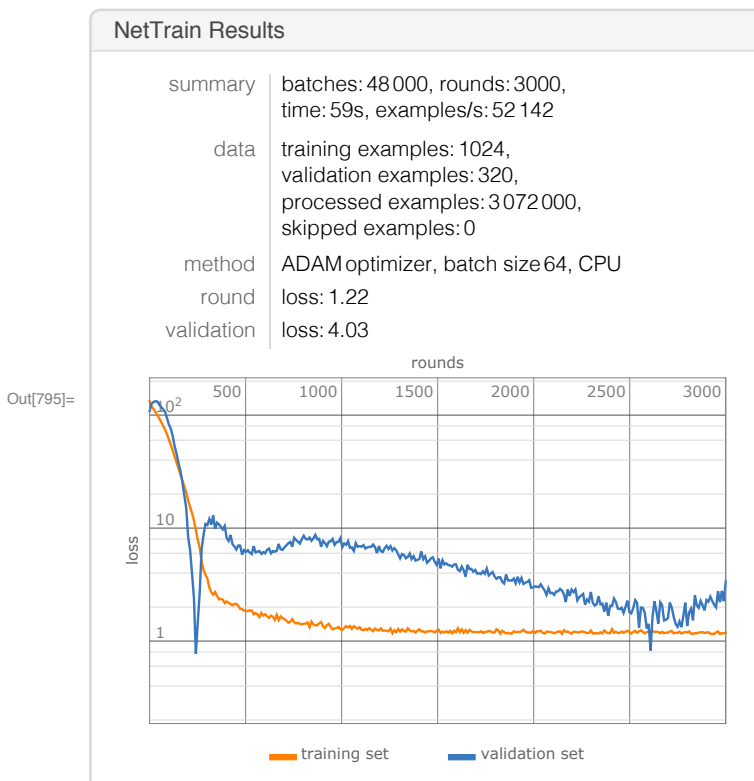 NetTrain Results
summary batches: 48 000, rounds: 3000,
time: 59s, examples/s: 52 142
data training examples: 1024,
validation examples: 320,
processed examples: 3 072 000,
skipped examples: 0
method ADAM optimizer, batch size 64, CPU
round loss: 1.22
validation loss: 4.03
Out[795]=
rounds
500 1000 1500 2000 2500 3000
10²
10
1
loss
training set validation set